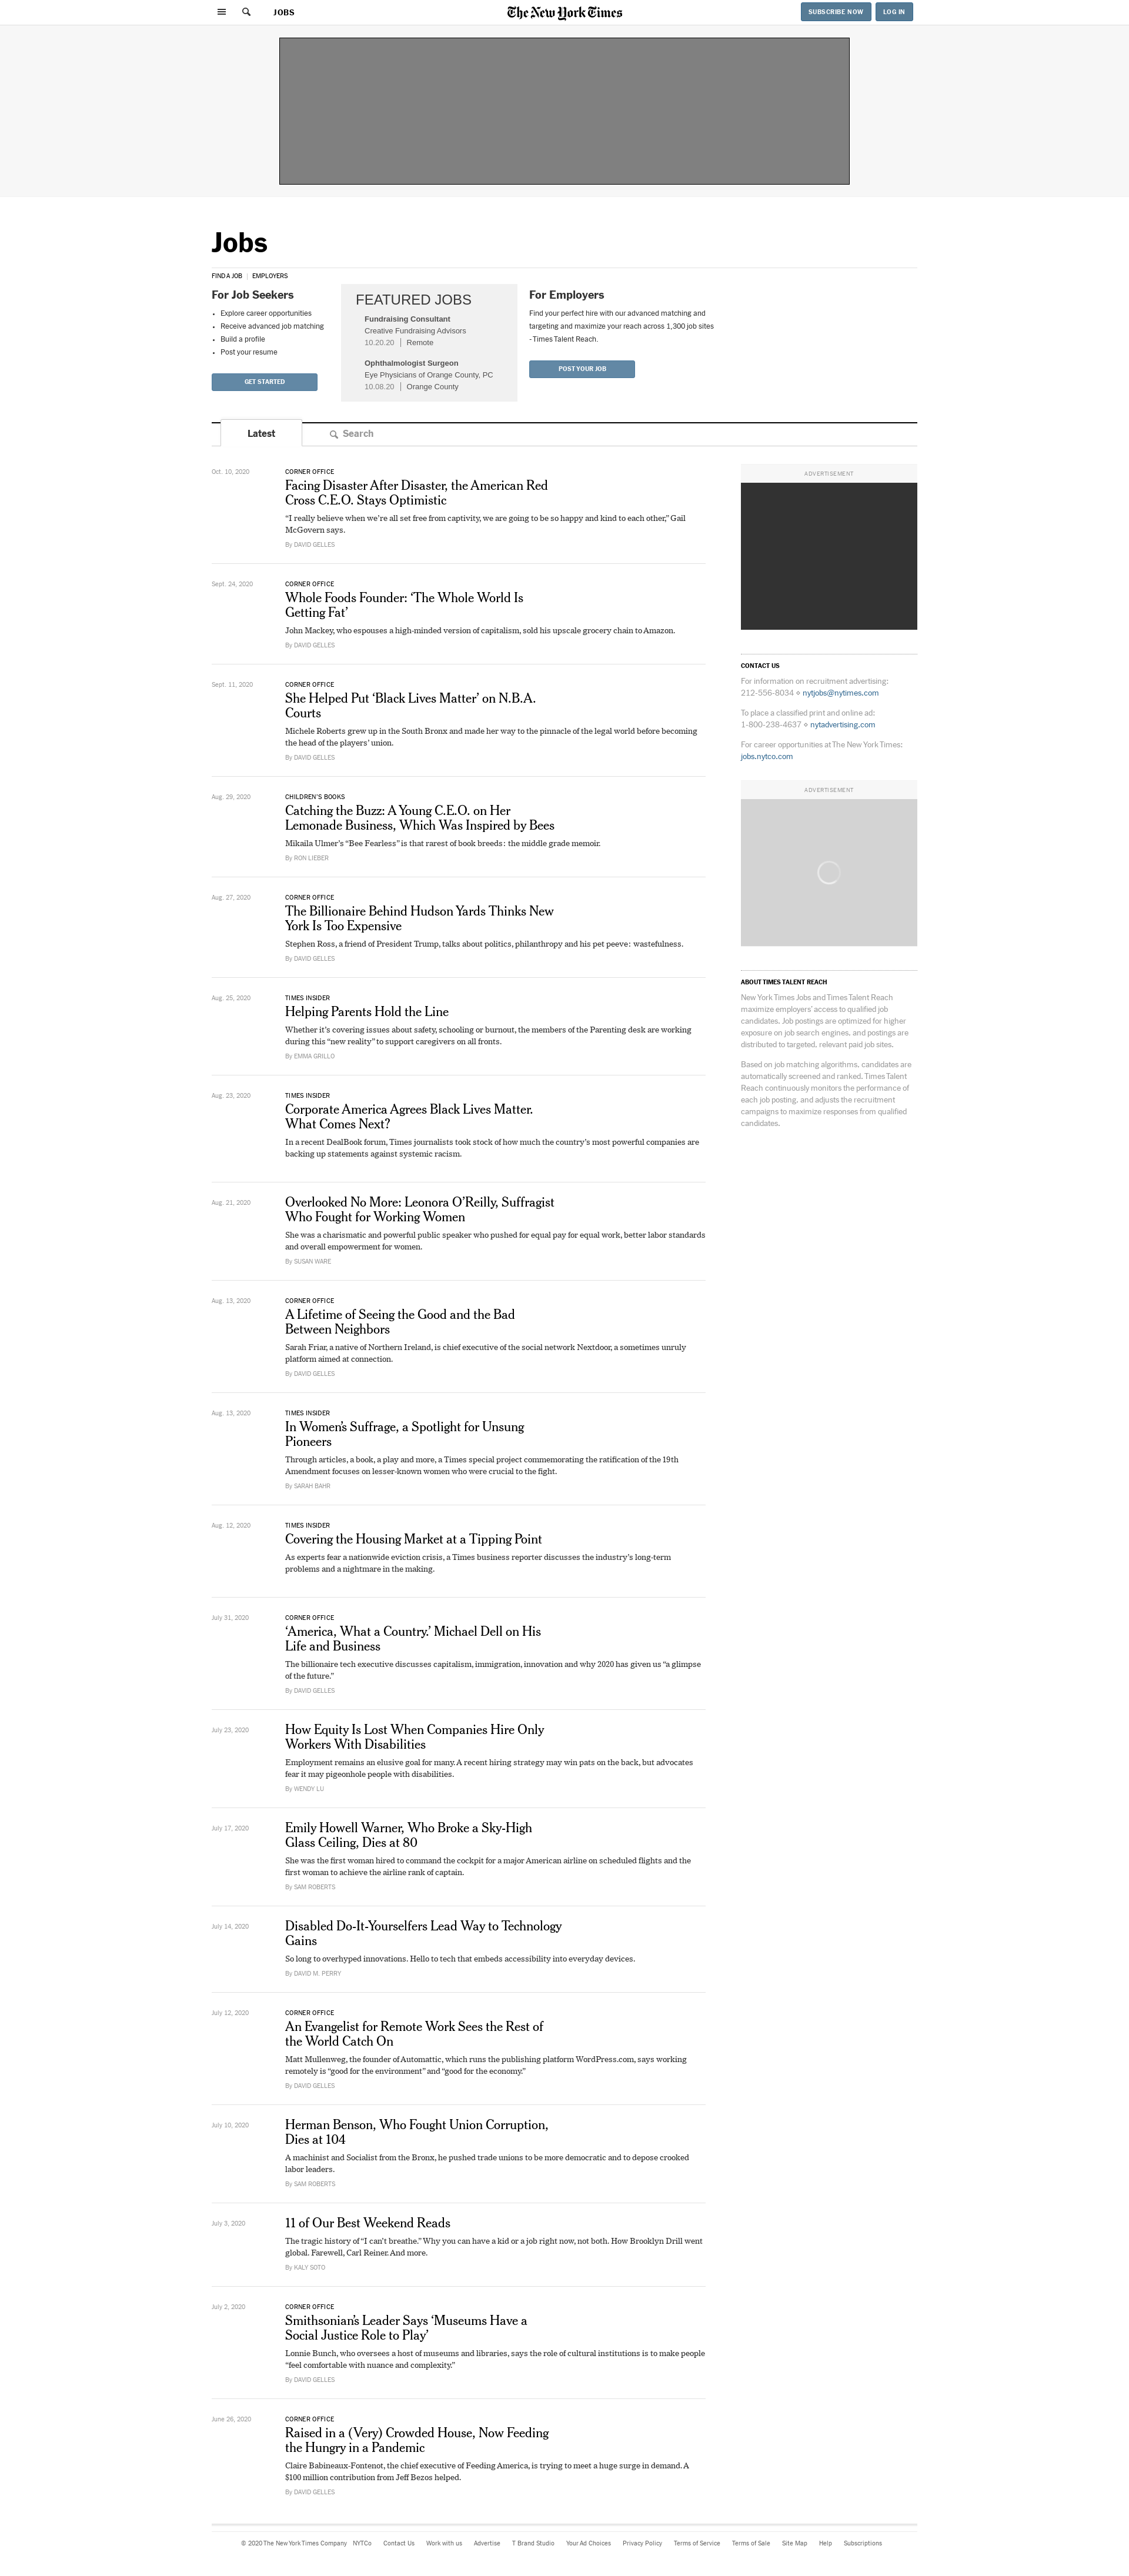 JOBS
The New York Times
SUBSCRIBE NOW
LOG IN
Jobs
FIND A JOB | EMPLOYERS
For Job Seekers
• Explore career opportunities
• Receive advanced job matching
• Build a profile
• Post your resume
GET STARTED
FEATURED JOBS
Fundraising Consultant
Creative Fundraising Advisors
10.20.20 | Remote
Ophthalmologist Surgeon
Eye Physicians of Orange County, PC
10.08.20 | Orange County
For Employers
Find your perfect hire with our advanced matching and
targeting and maximize your reach across 1,300 job sites
- Times Talent Reach.
POST YOUR JOB
Latest
Search
Oct. 10, 2020
CORNER OFFICE
Facing Disaster After Disaster, the American Red
Cross C.E.O. Stays Optimistic
“I really believe when we’re all set free from captivity, we are going to be so happy and kind to each other,” Gail
McGovern says.
By DAVID GELLES
Sept. 24, 2020
CORNER OFFICE
Whole Foods Founder: ‘The Whole World Is
Getting Fat’
John Mackey, who espouses a high-minded version of capitalism, sold his upscale grocery chain to Amazon.
By DAVID GELLES
Sept. 11, 2020
CORNER OFFICE
She Helped Put ‘Black Lives Matter’ on N.B.A.
Courts
Michele Roberts grew up in the South Bronx and made her way to the pinnacle of the legal world before becoming
the head of the players’ union.
By DAVID GELLES
Aug. 29, 2020
CHILDREN’S BOOKS
Catching the Buzz: A Young C.E.O. on Her
Lemonade Business, Which Was Inspired by Bees
Mikaila Ulmer’s “Bee Fearless” is that rarest of book breeds: the middle grade memoir.
By RON LIEBER
Aug. 27, 2020
CORNER OFFICE
The Billionaire Behind Hudson Yards Thinks New
York Is Too Expensive
Stephen Ross, a friend of President Trump, talks about politics, philanthropy and his pet peeve: wastefulness.
By DAVID GELLES
Aug. 25, 2020
TIMES INSIDER
Helping Parents Hold the Line
Whether it’s covering issues about safety, schooling or burnout, the members of the Parenting desk are working
during this “new reality” to support caregivers on all fronts.
By EMMA GRILLO
Aug. 23, 2020
TIMES INSIDER
Corporate America Agrees Black Lives Matter.
What Comes Next?
In a recent DealBook forum, Times journalists took stock of how much the country’s most powerful companies are
backing up statements against systemic racism.
Aug. 21, 2020
Overlooked No More: Leonora O’Reilly, Suffragist
Who Fought for Working Women
She was a charismatic and powerful public speaker who pushed for equal pay for equal work, better labor standards
and overall empowerment for women.
By SUSAN WARE
Aug. 13, 2020
CORNER OFFICE
A Lifetime of Seeing the Good and the Bad
Between Neighbors
Sarah Friar, a native of Northern Ireland, is chief executive of the social network Nextdoor, a sometimes unruly
platform aimed at connection.
By DAVID GELLES
Aug. 13, 2020
TIMES INSIDER
In Women’s Suffrage, a Spotlight for Unsung
Pioneers
Through articles, a book, a play and more, a Times special project commemorating the ratification of the 19th
Amendment focuses on lesser-known women who were crucial to the fight.
By SARAH BAHR
Aug. 12, 2020
TIMES INSIDER
Covering the Housing Market at a Tipping Point
As experts fear a nationwide eviction crisis, a Times business reporter discusses the industry’s long-term
problems and a nightmare in the making.
July 31, 2020
CORNER OFFICE
‘America, What a Country.’ Michael Dell on His
Life and Business
The billionaire tech executive discusses capitalism, immigration, innovation and why 2020 has given us “a glimpse
of the future.”
By DAVID GELLES
July 23, 2020
How Equity Is Lost When Companies Hire Only
Workers With Disabilities
Employment remains an elusive goal for many. A recent hiring strategy may win pats on the back, but advocates
fear it may pigeonhole people with disabilities.
By WENDY LU
July 17, 2020
Emily Howell Warner, Who Broke a Sky-High
Glass Ceiling, Dies at 80
She was the first woman hired to command the cockpit for a major American airline on scheduled flights and the
first woman to achieve the airline rank of captain.
By SAM ROBERTS
July 14, 2020
Disabled Do-It-Yourselfers Lead Way to Technology
Gains
So long to overhyped innovations. Hello to tech that embeds accessibility into everyday devices.
By DAVID M. PERRY
July 12, 2020
CORNER OFFICE
An Evangelist for Remote Work Sees the Rest of
the World Catch On
Matt Mullenweg, the founder of Automattic, which runs the publishing platform WordPress.com, says working
remotely is “good for the environment” and “good for the economy.”
By DAVID GELLES
July 10, 2020
Herman Benson, Who Fought Union Corruption,
Dies at 104
A machinist and Socialist from the Bronx, he pushed trade unions to be more democratic and to depose crooked
labor leaders.
By SAM ROBERTS
July 3, 2020
11 of Our Best Weekend Reads
The tragic history of “I can’t breathe.” Why you can have a kid or a job right now, not both. How Brooklyn Drill went
global. Farewell, Carl Reiner. And more.
By KALY SOTO
July 2, 2020
CORNER OFFICE
Smithsonian’s Leader Says ‘Museums Have a
Social Justice Role to Play’
Lonnie Bunch, who oversees a host of museums and libraries, says the role of cultural institutions is to make people
“feel comfortable with nuance and complexity.”
By DAVID GELLES
June 26, 2020
CORNER OFFICE
Raised in a (Very) Crowded House, Now Feeding
the Hungry in a Pandemic
Claire Babineaux-Fontenot, the chief executive of Feeding America, is trying to meet a huge surge in demand. A
$100 million contribution from Jeff Bezos helped.
By DAVID GELLES
ADVERTISEMENT
CONTACT US
For information on recruitment advertising:
212-556-8034 ⋄ nytjobs@nytimes.com
To place a classified print and online ad:
1-800-238-4637 ⋄ nytadvertising.com
For career opportunities at The New York Times:
jobs.nytco.com
ADVERTISEMENT
ABOUT TIMES TALENT REACH
New York Times Jobs and Times Talent Reach
maximize employers’ access to qualified job
candidates. Job postings are optimized for higher
exposure on job search engines, and postings are
distributed to targeted, relevant paid job sites.
Based on job matching algorithms, candidates are
automatically screened and ranked. Times Talent
Reach continuously monitors the performance of
each job posting, and adjusts the recruitment
campaigns to maximize responses from qualified
candidates.
© 2020 The New York Times Company NYTCo Contact Us Work with us Advertise T Brand Studio Your Ad Choices Privacy Policy Terms of Service Terms of Sale Site Map Help Subscriptions